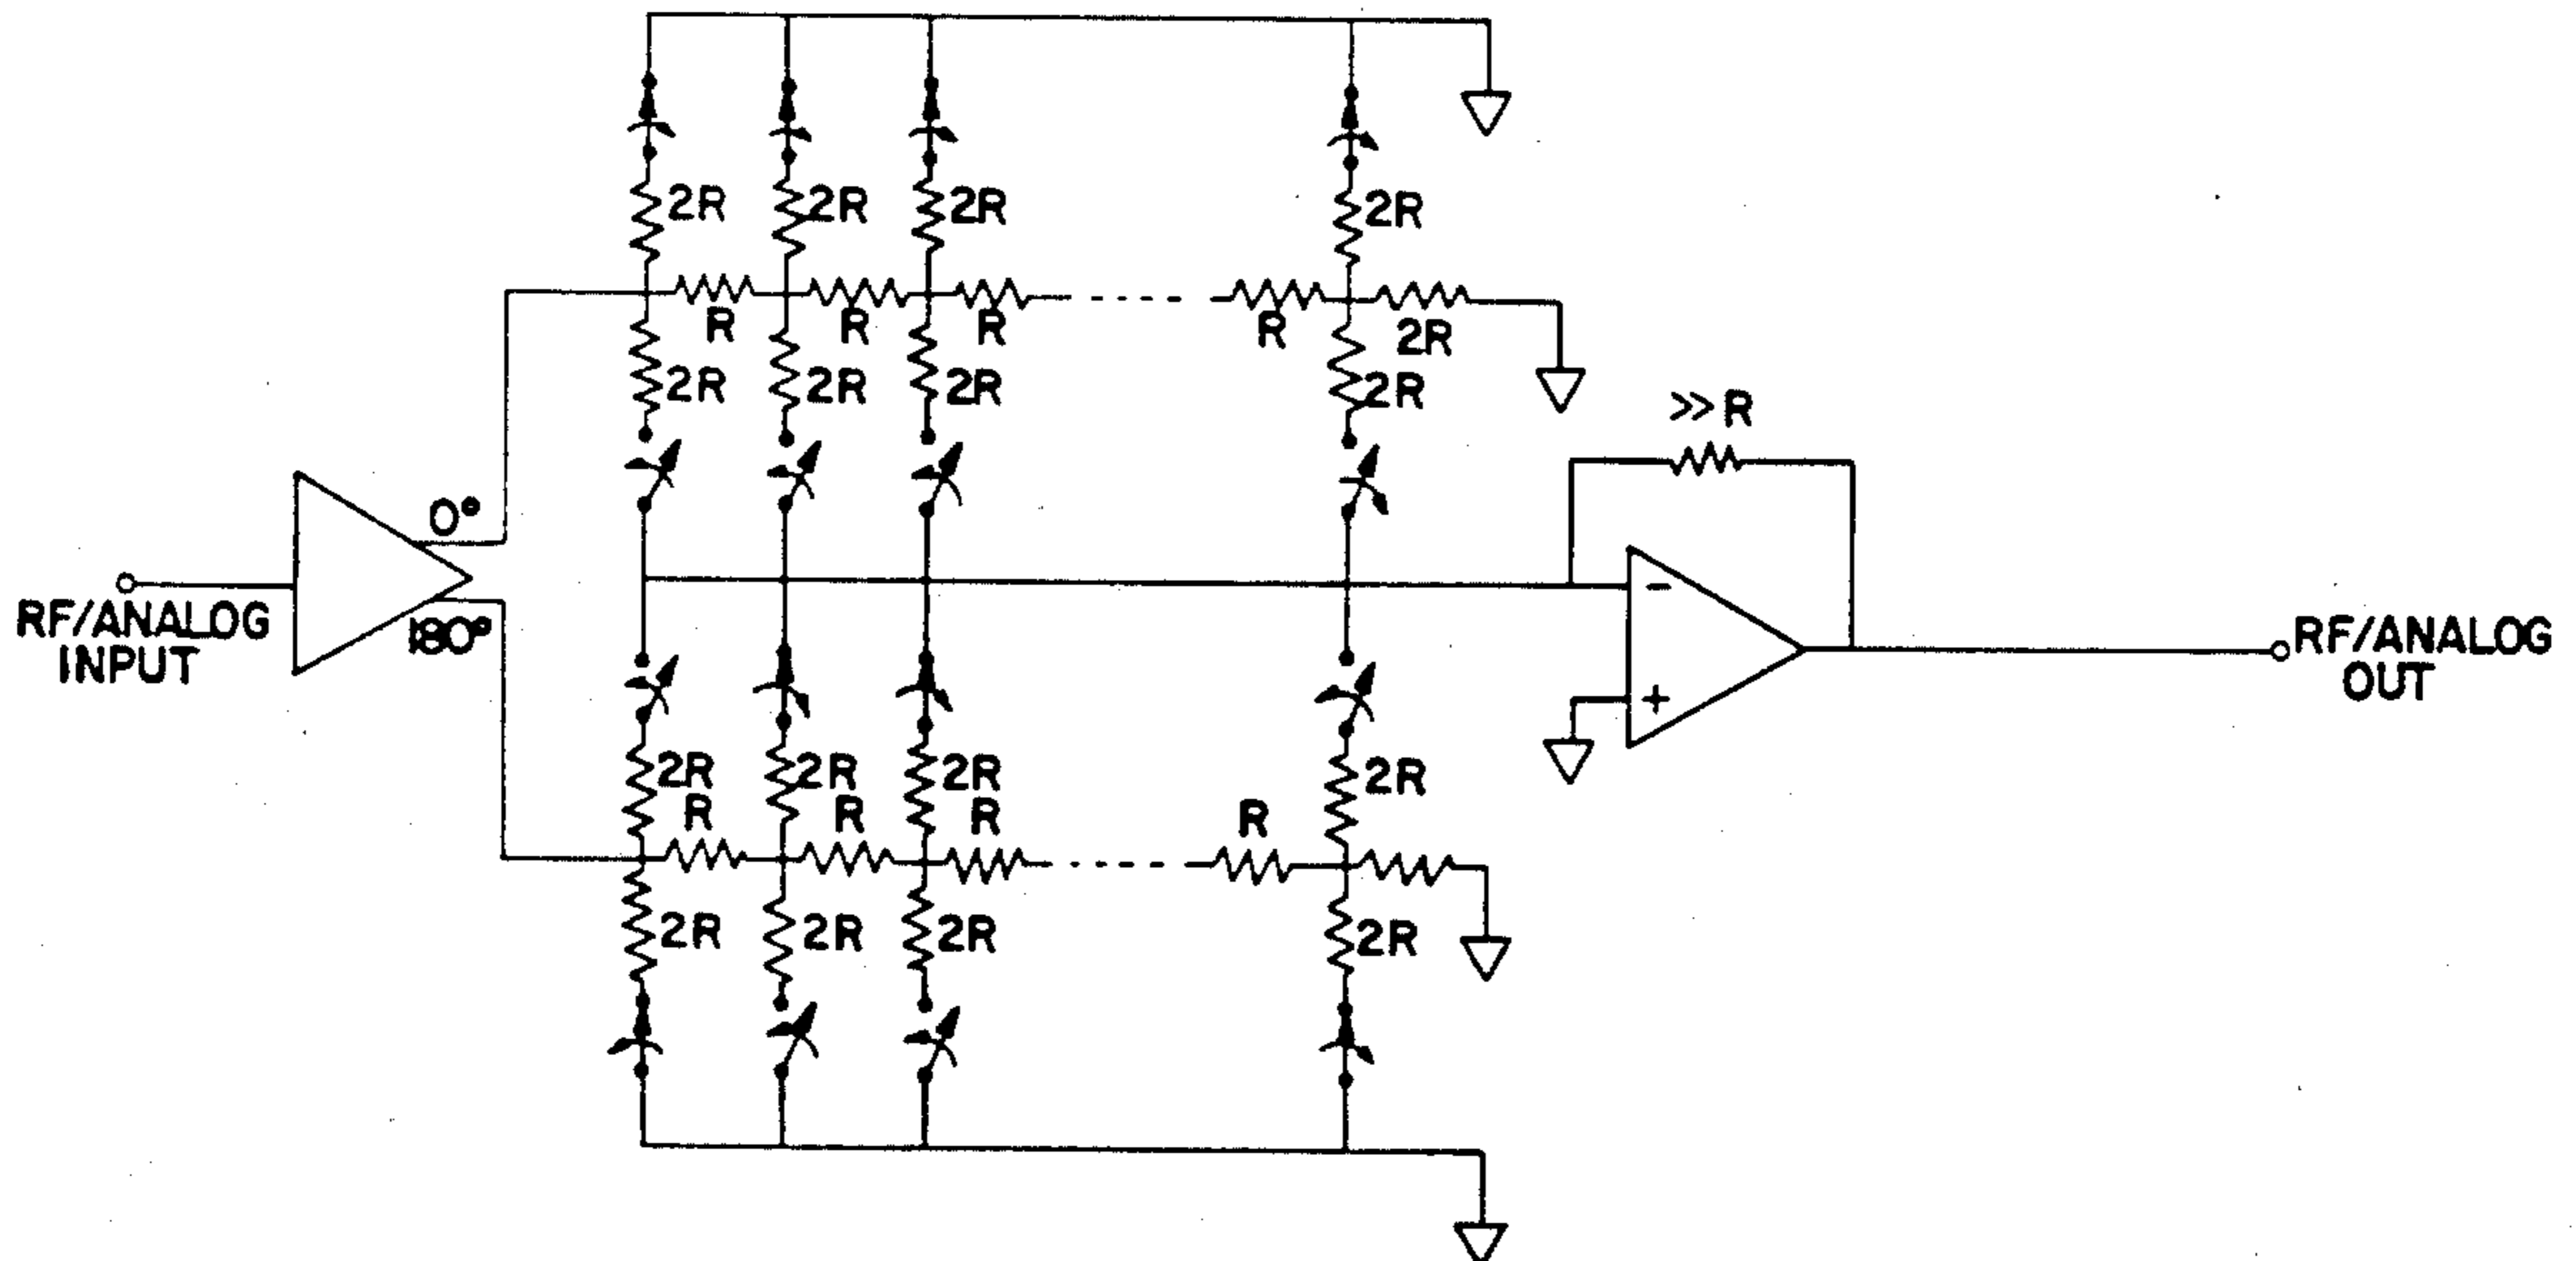 2R 2R 2R 2R
R R R R 2R
2R 2R 2R 2R
>> R
0°
180°
RF/ANALOG
INPUT
-
+
RF/ANALOG
OUT
2R 2R 2R 2R
R R R R
2R 2R 2R 2R